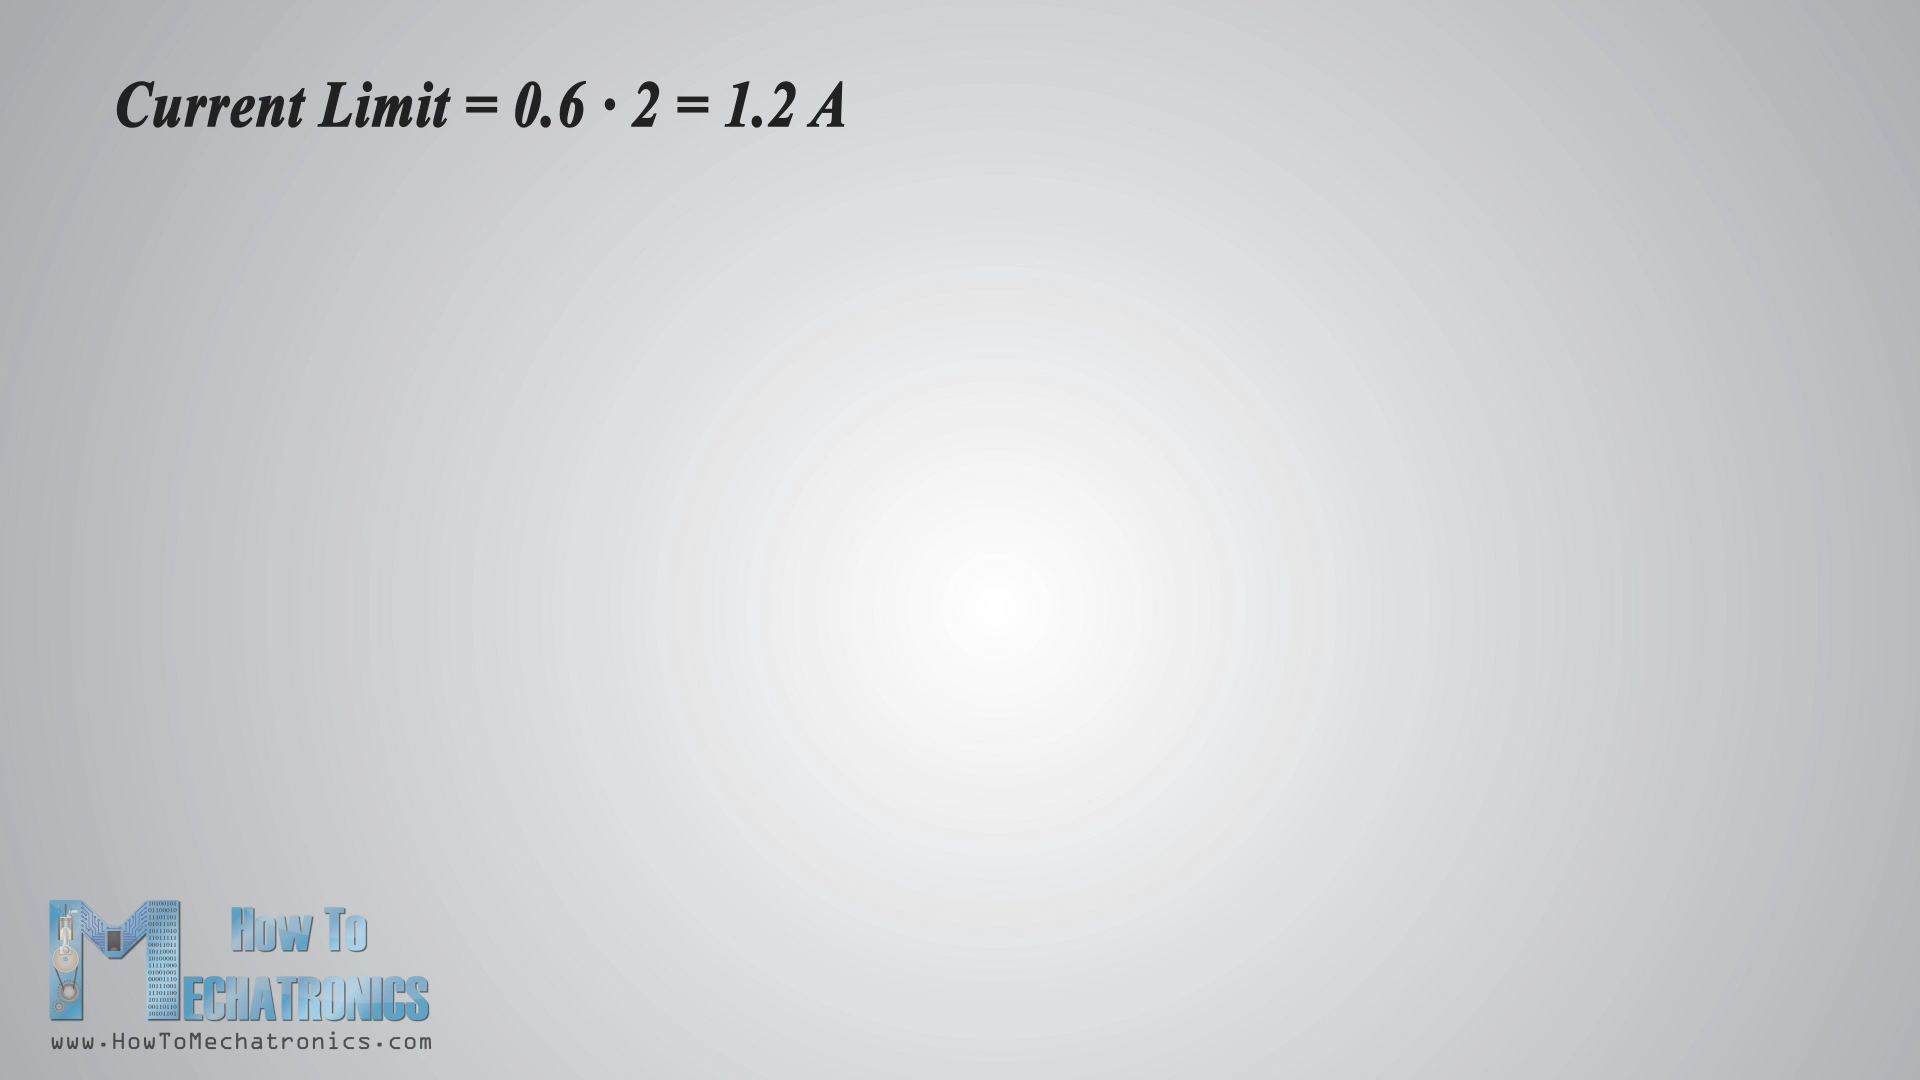 Current Limit = 0.6 · 2 = 1.2 A
How To
MECHATRONICS
www.HowToMechatronics.com